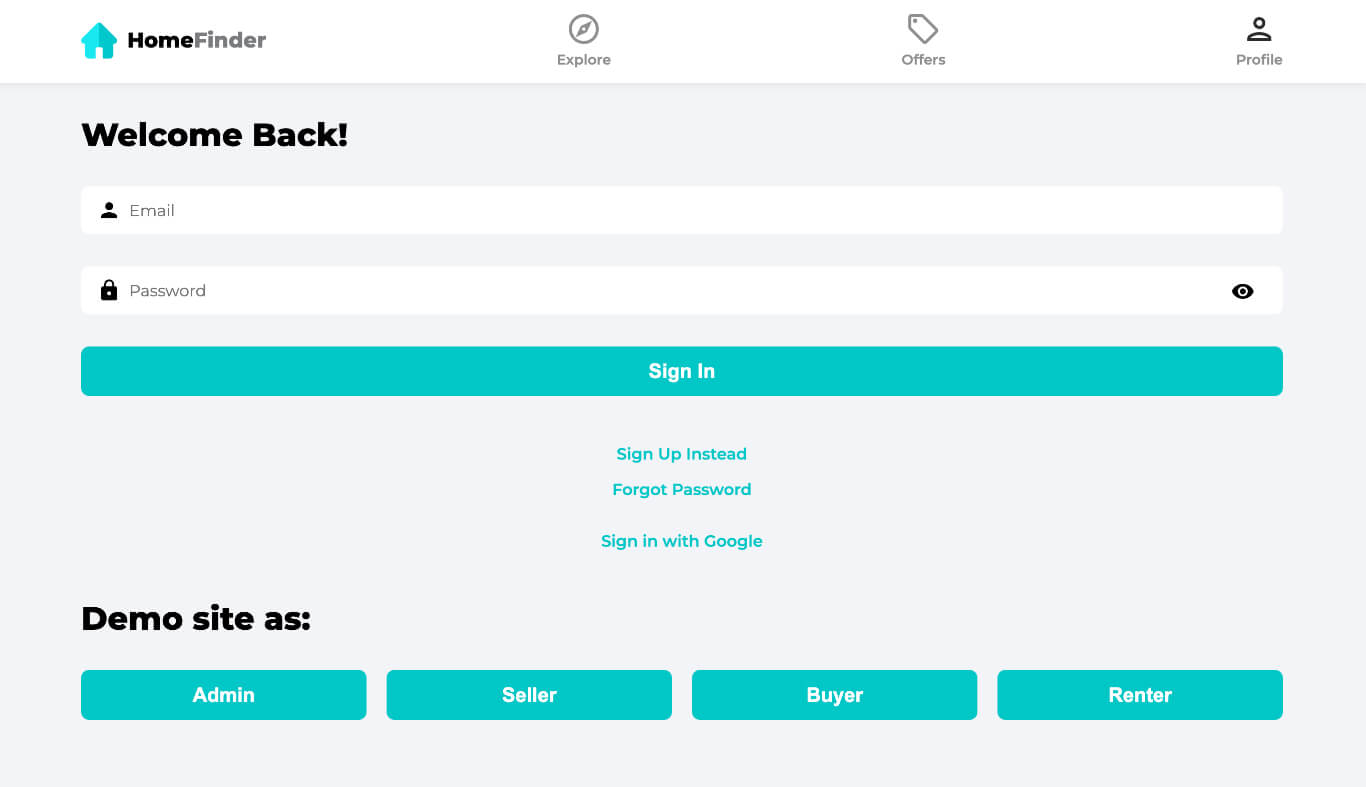 HomeFinder
Explore
Offers
Profile
Welcome Back!
Email
Password
Sign In
Sign Up Instead
Forgot Password
Sign in with Google
Demo site as:
Admin
Seller
Buyer
Renter